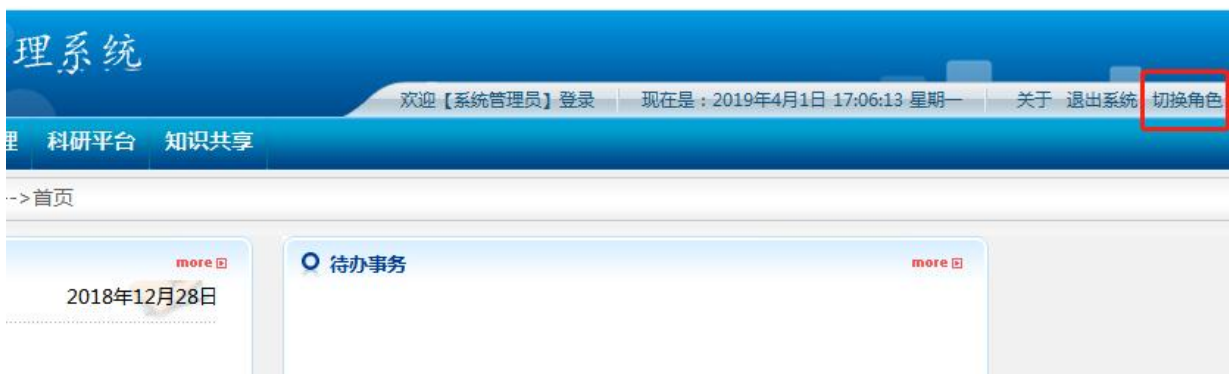 理系统
欢迎【系统管理员】登录 现在是：2019年4月1日 17:06:13 星期一 关于 退出系统 切换角色
理 科研平台 知识共享
-->首页
more
2018年12月28日
待办事务 more